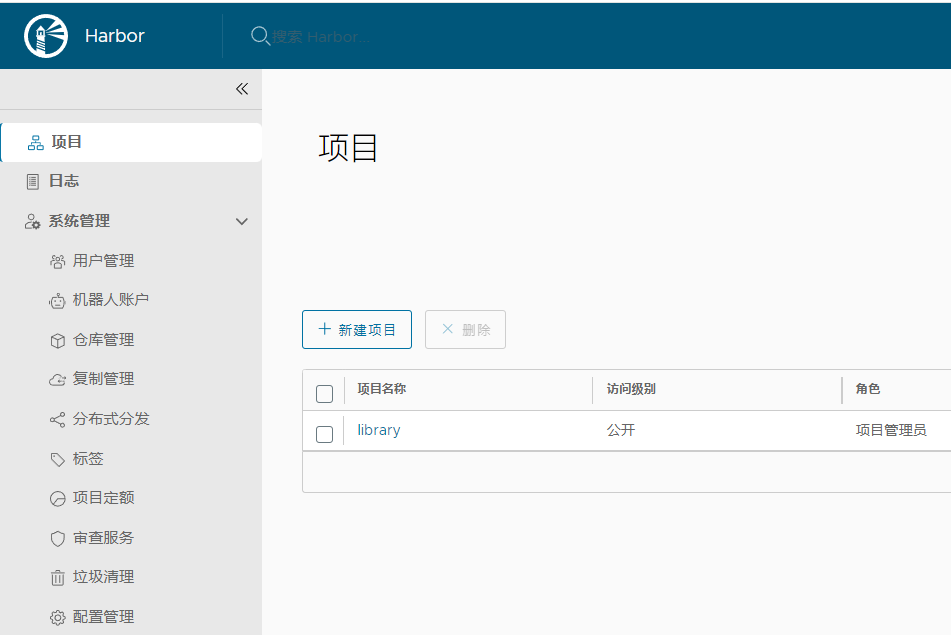 Harbor
搜索 Harbor...
项目
日志
系统管理
用户管理
机器人账户
仓库管理
复制管理
分布式分发
标签
项目定额
审查服务
垃圾清理
配置管理
项目
新建项目 删除
项目名称 访问级别 角色
library 公开 项目管理员